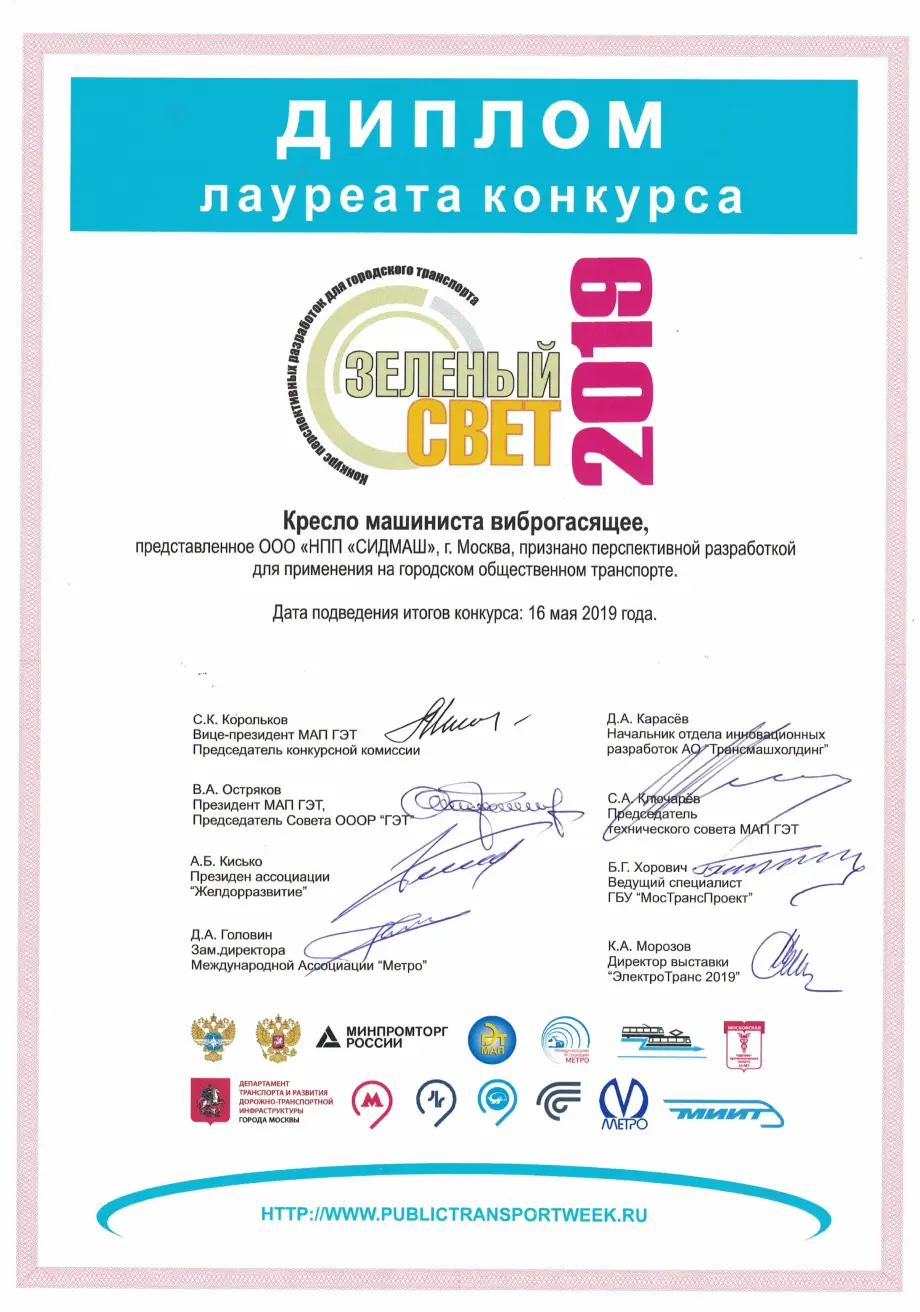 ДИПЛОМ
лауреата конкурса
Конкурс перспективных разработок для городского транспорта
ЗЕЛЕНЫЙ
СВЕТ
2019
Кресло машиниста виброгасящее,
представленное ООО «НПП «СИДМАШ», г. Москва, признано перспективной разработкой
для применения на городском общественном транспорте.
Дата подведения итогов конкурса: 16 мая 2019 года.
С.К. Корольков
Вице-президент МАП ГЭТ
Председатель конкурсной комиссии
В.А. Остряков
Президент МАП ГЭТ,
Председатель Совета ОООР “ГЭТ”
А.Б. Кисько
Президен ассоциации
“Желдорразвитие”
Д.А. Головин
Зам.директора
Международной Ассоциации “Метро”
Д.А. Карасёв
Начальник отдела инновационных
разработок АО “Трансмашхолдинг”
С.А. Ключарёв
Председатель
технического совета МАП ГЭТ
Б.Г. Хорович
Ведущий специалист
ГБУ “МосТрансПроект”
К.А. Морозов
Директор выставки
“ЭлектроТранс 2019”
МИНПРОМТОРГ
РОССИИ
ЭТ
МАП
МЕТРО
МОСКОВСКАЯ
ДЕПАРТАМЕНТ
ТРАНСПОРТА И РАЗВИТИЯ
ДОРОЖНО-ТРАНСПОРТНОЙ
ИНФРАСТРУКТУРЫ
ГОРОДА МОСКВЫ
М
МЕТРО
МИИТ
HTTP://WWW.PUBLICTRANSPORTWEEK.RU